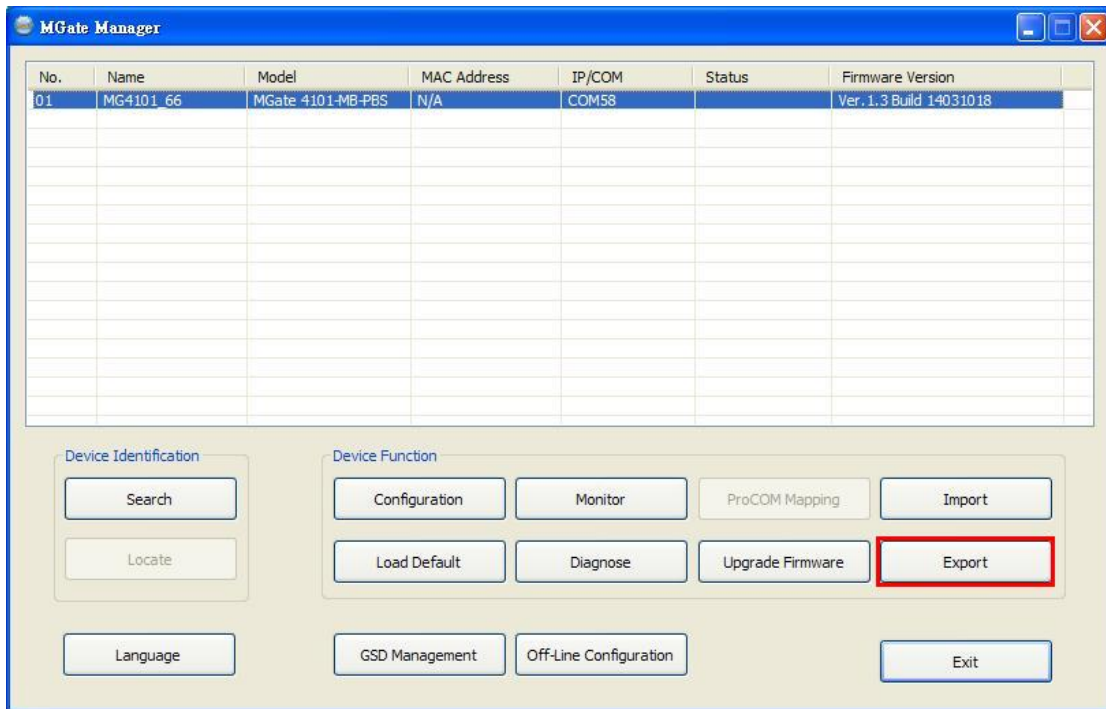 MGate Manager
No. Name Model MAC Address IP/COM Status Firmware Version
01 MG4101_66 MGate 4101-MB-PBS N/A COM58 Ver. 1.3 Build 14031018
Device Identification Device Function
Search Configuration Monitor ProCOM Mapping Import
Locate Load Default Diagnose Upgrade Firmware Export
Language GSD Management Off-Line Configuration Exit